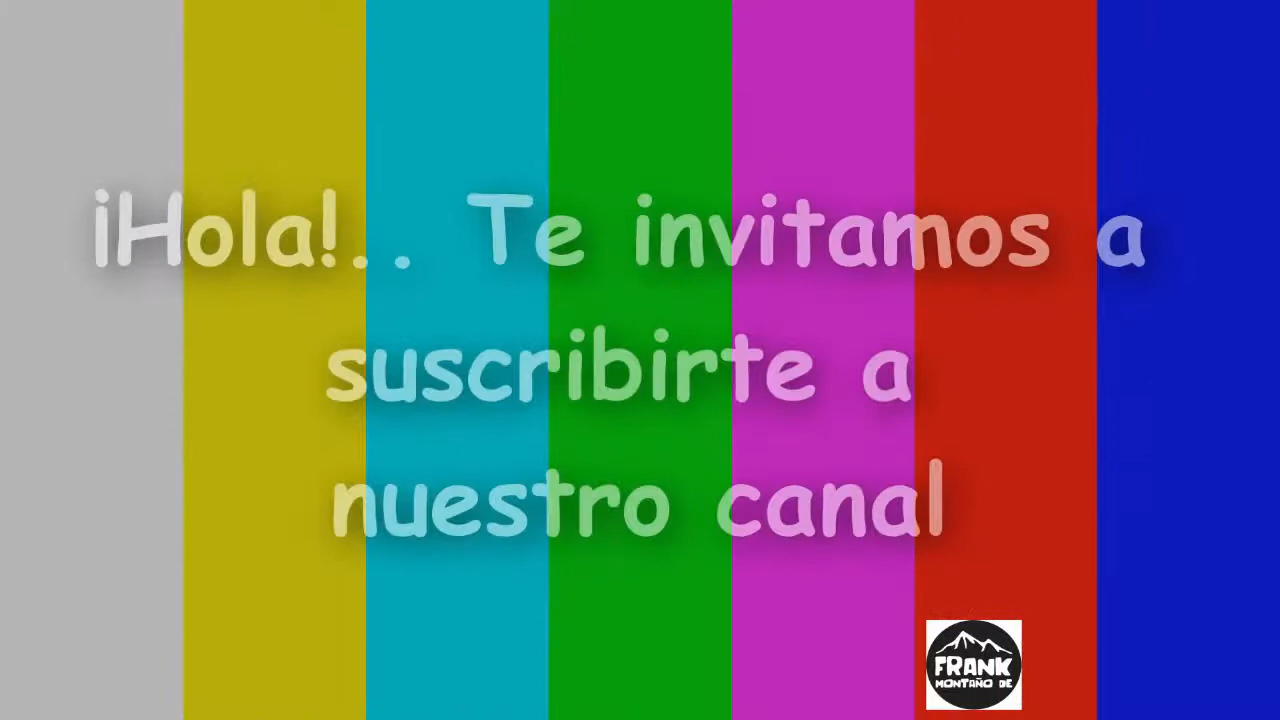 ¡Hola!.. Te invitamos a
suscribirte a
nuestro canal
FRANK
MONTAÑO DE